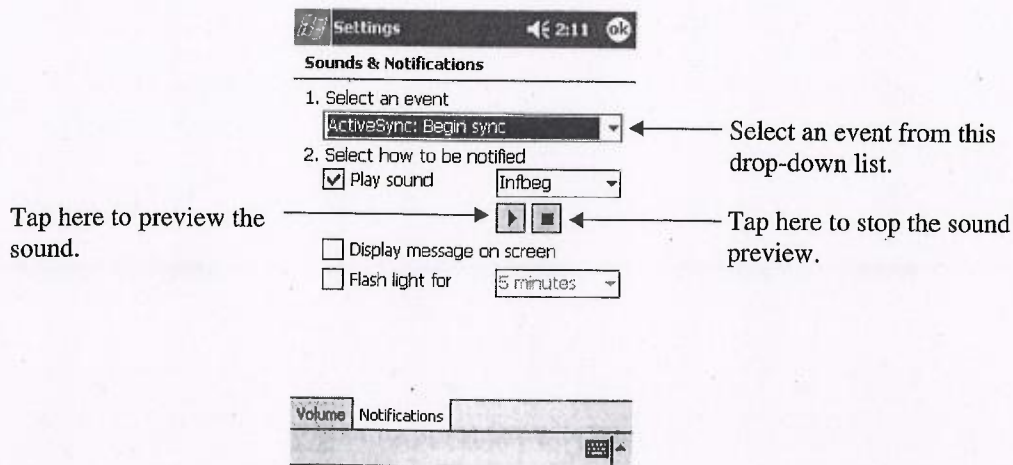 Settings 2:11 ok
Sounds & Notifications
1. Select an event
ActiveSync: Begin sync
Select an event from this
drop-down list.
2. Select how to be notified
Play sound Infbeg
Tap here to preview the
sound.
Tap here to stop the sound
preview.
Display message on screen
Flash light for 5 minutes
Volume Notifications